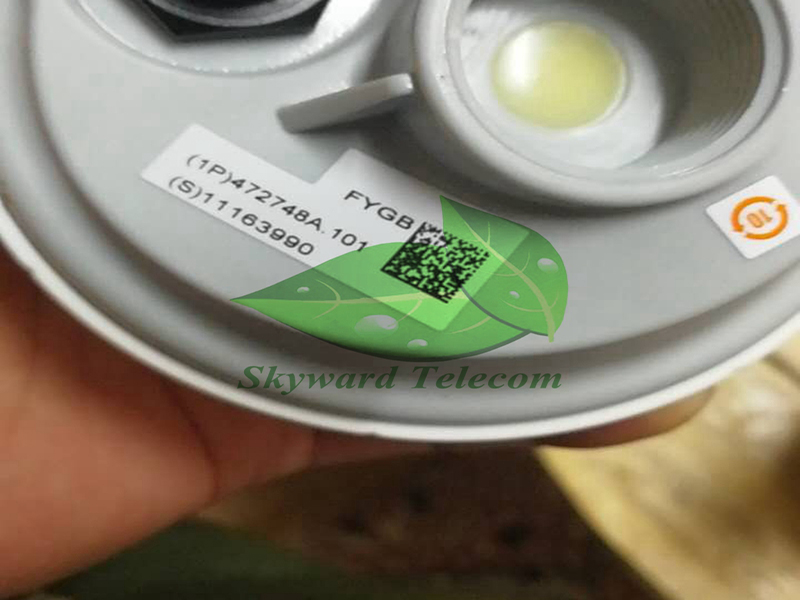 FYGB
(1P)472748A.101
(S)11163990
10
Skyward Telecom